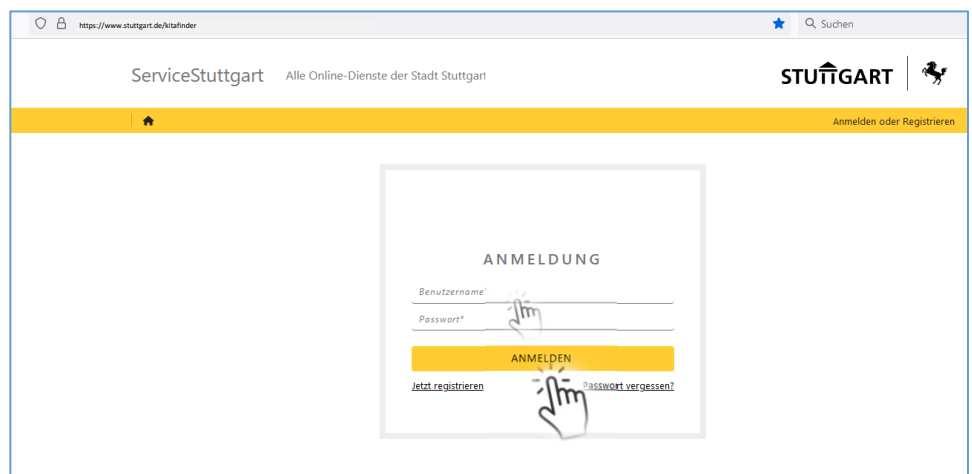 https://www.stuttgart.de/kitafinder
Suchen
ServiceStuttgart Alle Online-Dienste der Stadt Stuttgart
STUTTGART
Anmelden oder Registrieren
ANMELDUNG
Benutzername*
Passwort*
ANMELDEN
Jetzt registrieren Passwort vergessen?